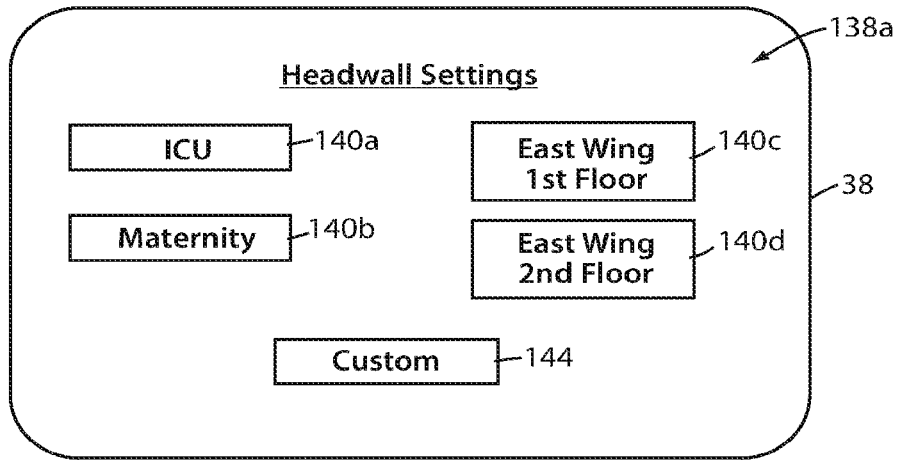 138a
Headwall Settings
ICU
140a
East Wing
1st Floor
140c
38
Maternity
140b
East Wing
2nd Floor
140d
Custom
144